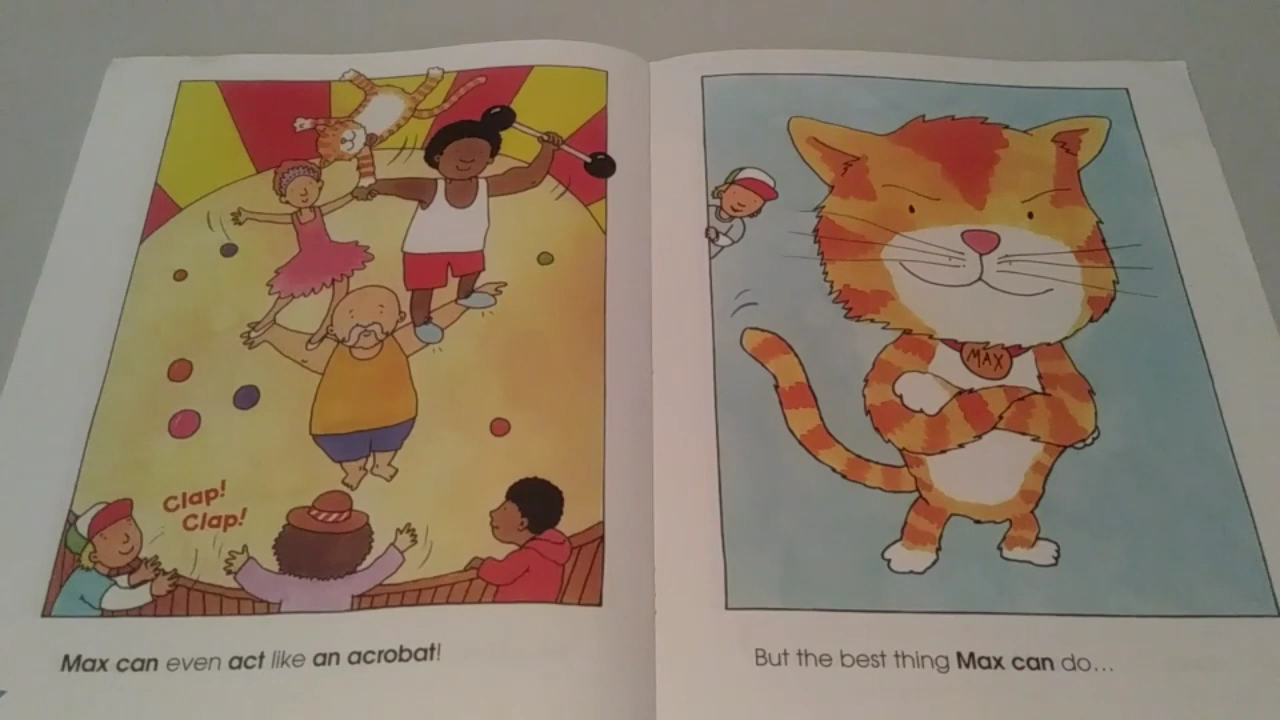 Clap!
Clap!
Max can even act like an acrobat!
MAX
But the best thing Max can do...